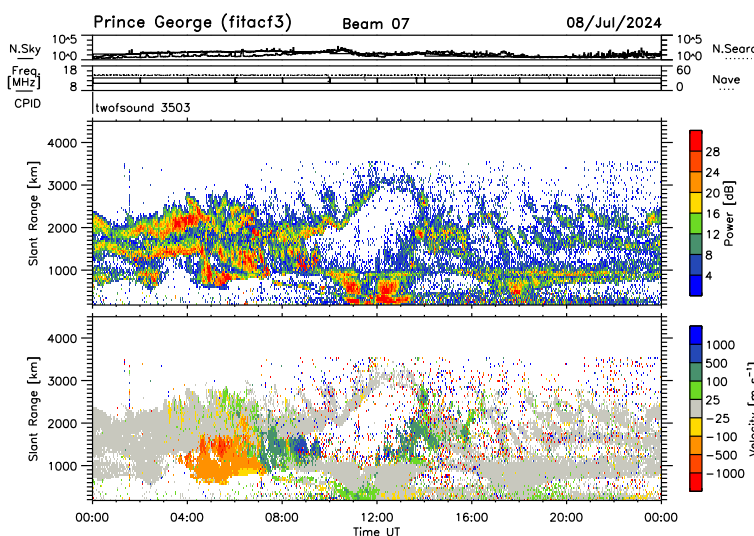 Prince George (fitacf3) Beam 07 08/Jul/2024
N.Sky 10^5 10^0 10^5 10^0 N.Searc
Freq. [MHz] 18 8 60 0 Nave
CPID twofsound 3503
Slant Range [km] 4000 3000 2000 1000
Power [dB] 28 24 20 16 12 8 4
Slant Range [km] 4000 3000 2000 1000
Velocity [m s^-1] 1000 500 100 25 -25 -100 -500 -1000
00:00 04:00 08:00 12:00 16:00 20:00 00:00
Time UT